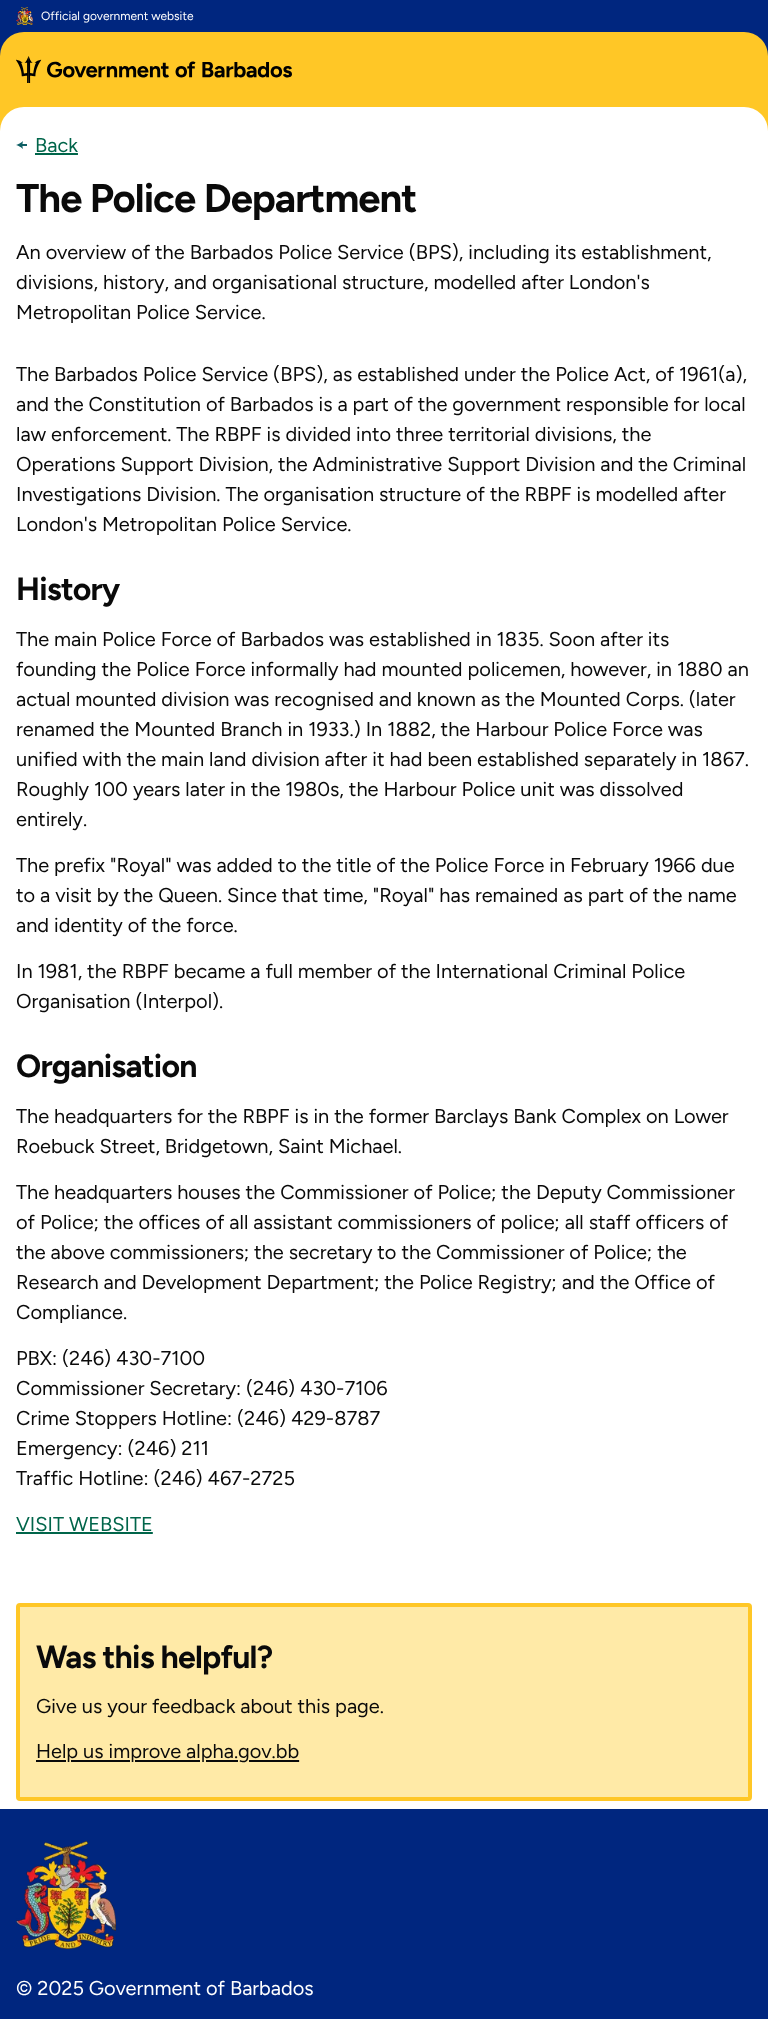 Official government website
Government of Barbados
Back
The Police Department
An overview of the Barbados Police Service (BPS), including its establishment,
divisions, history, and organisational structure, modelled after London's
Metropolitan Police Service.
The Barbados Police Service (BPS), as established under the Police Act, of 1961(a),
and the Constitution of Barbados is a part of the government responsible for local
law enforcement. The RBPF is divided into three territorial divisions, the
Operations Support Division, the Administrative Support Division and the Criminal
Investigations Division. The organisation structure of the RBPF is modelled after
London's Metropolitan Police Service.
History
The main Police Force of Barbados was established in 1835. Soon after its
founding the Police Force informally had mounted policemen, however, in 1880 an
actual mounted division was recognised and known as the Mounted Corps. (later
renamed the Mounted Branch in 1933.) In 1882, the Harbour Police Force was
unified with the main land division after it had been established separately in 1867.
Roughly 100 years later in the 1980s, the Harbour Police unit was dissolved
entirely.
The prefix "Royal" was added to the title of the Police Force in February 1966 due
to a visit by the Queen. Since that time, "Royal" has remained as part of the name
and identity of the force.
In 1981, the RBPF became a full member of the International Criminal Police
Organisation (Interpol).
Organisation
The headquarters for the RBPF is in the former Barclays Bank Complex on Lower
Roebuck Street, Bridgetown, Saint Michael.
The headquarters houses the Commissioner of Police; the Deputy Commissioner
of Police; the offices of all assistant commissioners of police; all staff officers of
the above commissioners; the secretary to the Commissioner of Police; the
Research and Development Department; the Police Registry; and the Office of
Compliance.
PBX: (246) 430-7100
Commissioner Secretary: (246) 430-7106
Crime Stoppers Hotline: (246) 429-8787
Emergency: (246) 211
Traffic Hotline: (246) 467-2725
VISIT WEBSITE
Was this helpful?
Give us your feedback about this page.
Help us improve alpha.gov.bb
PRIDE AND INDUSTRY
© 2025 Government of Barbados